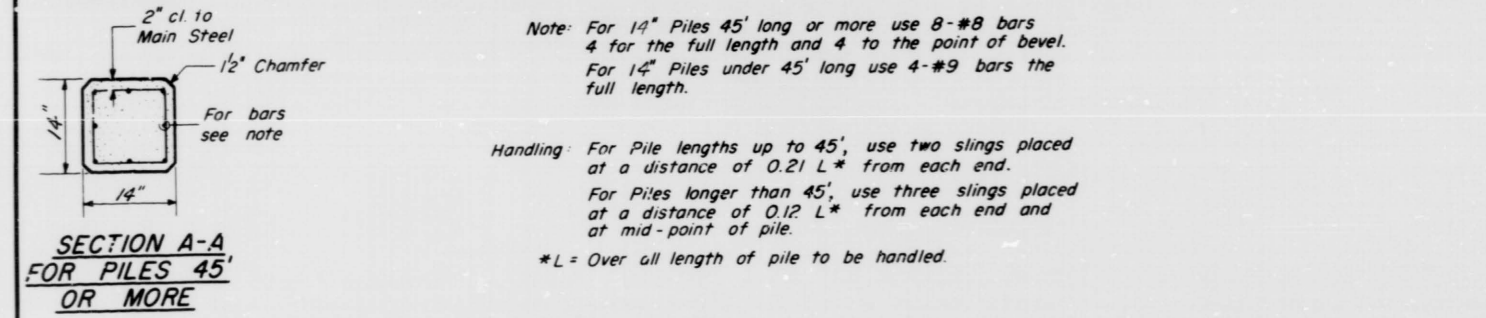 2" cl. to
Main Steel
1½" Chamfer
For bars
see note
14"
14"
SECTION A-A
FOR PILES 45'
OR MORE
Note: For 14" Piles 45' long or more use 8-#8 bars
4 for the full length and 4 to the point of bevel.
For 14" Piles under 45' long use 4-#9 bars the
full length.
Handling: For Pile lengths up to 45', use two slings placed
at a distance of 0.21 L* from each end.
For Piles longer than 45', use three slings placed
at a distance of 0.12 L* from each end and
at mid-point of pile.
*L = Over all length of pile to be handled.